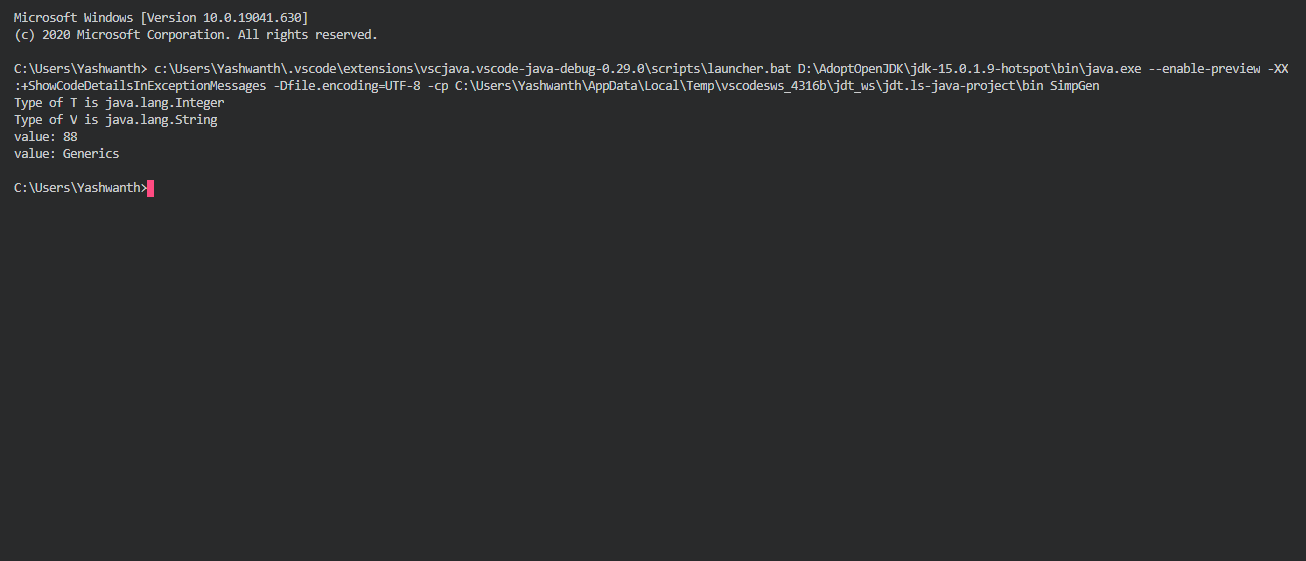 Microsoft Windows [Version 10.0.19041.630]
(c) 2020 Microsoft Corporation. All rights reserved.
C:\Users\Yashwanth> c:\Users\Yashwanth\.vscode\extensions\vscjava.vscode-java-debug-0.29.0\scripts\launcher.bat D:\AdoptOpenJDK\jdk-15.0.1.9-hotspot\bin\java.exe --enable-preview -XX
:+ShowCodeDetailsInExceptionMessages -Dfile.encoding=UTF-8 -cp C:\Users\Yashwanth\AppData\Local\Temp\vscodesws_4316b\jdt_ws\jdt.ls-java-project\bin SimpGen
Type of T is java.lang.Integer
Type of V is java.lang.String
value: 88
value: Generics
C:\Users\Yashwanth>